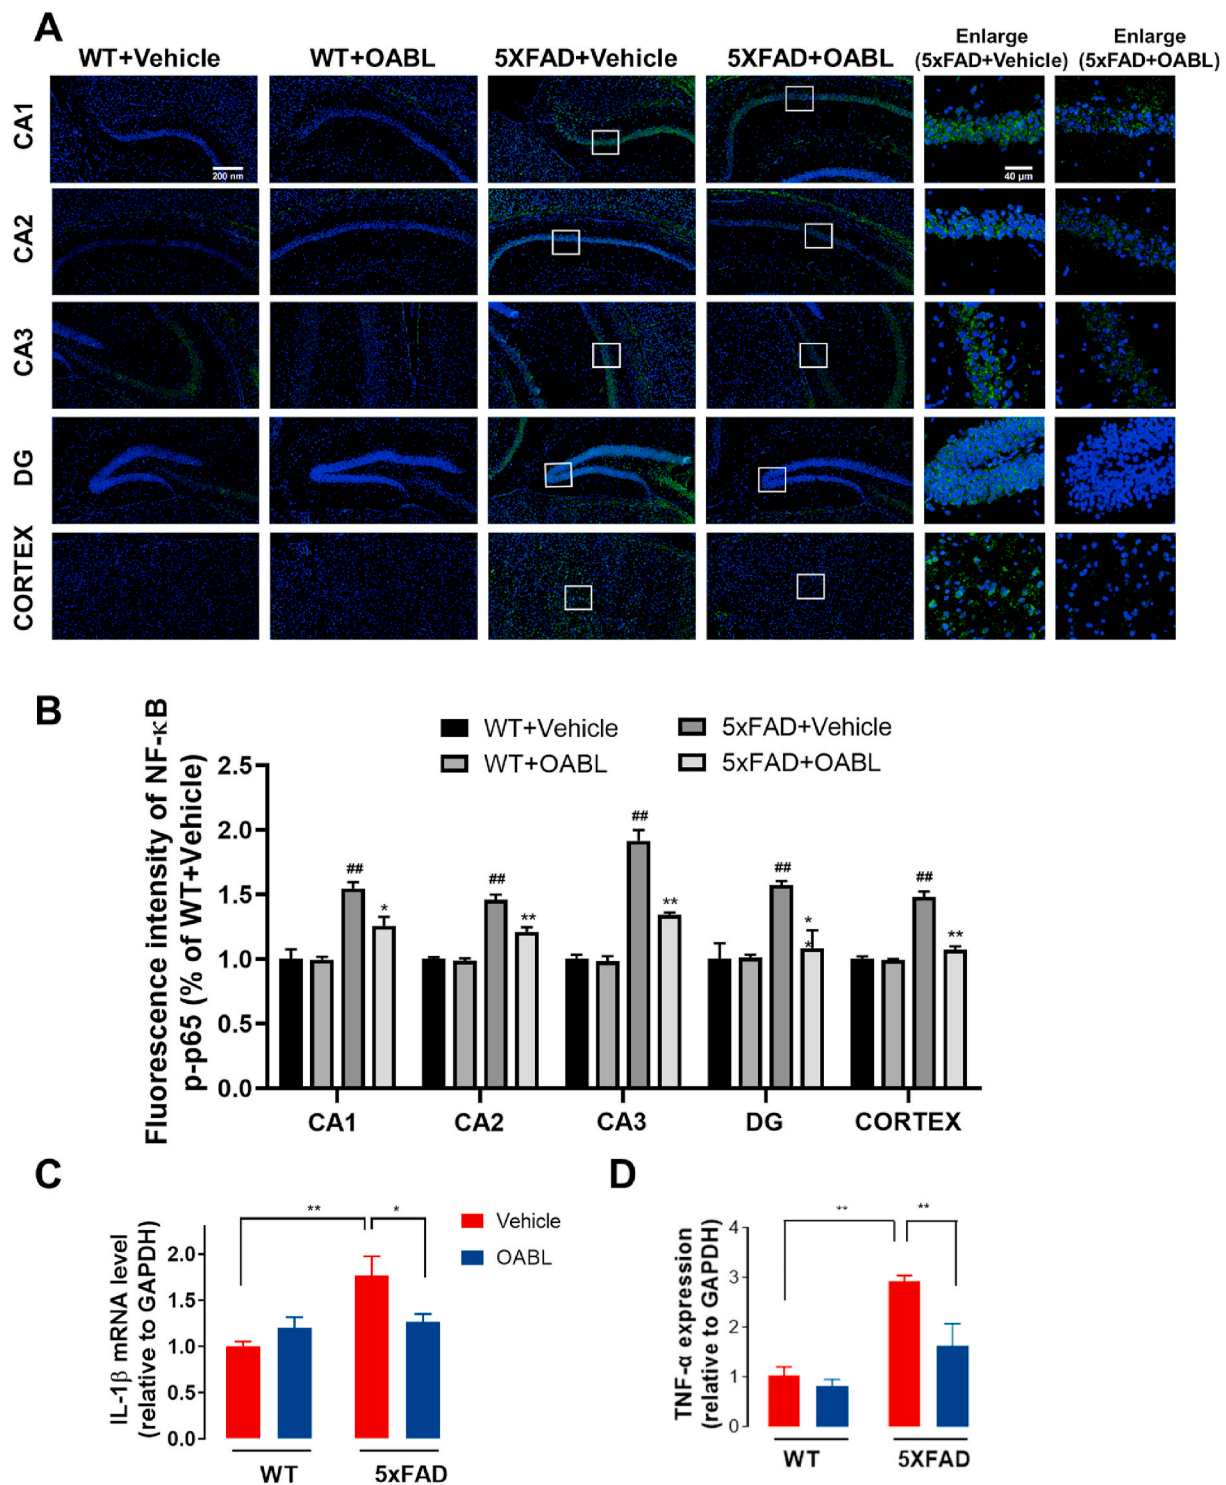 A
WT+Vehicle
WT+OABL
5XFAD+Vehicle
5XFAD+OABL
Enlarge
(5xFAD+Vehicle)
Enlarge
(5xFAD+OABL)
CA1
200 nm
40 μm
CA2
CA3
DG
CORTEX
B
Fluorescence intensity of NF-κB
p-p65 (% of WT+Vehicle)
WT+Vehicle
WT+OABL
5xFAD+Vehicle
5xFAD+OABL
2.5
2.0
1.5
1.0
0.5
0.0
##
*
##
**
##
**
##
*
*
##
**
CA1
CA2
CA3
DG
CORTEX
C
IL-1β mRNA level
(relative to GAPDH)
2.0
1.5
1.0
0.5
0.0
**
*
Vehicle
OABL
WT
5xFAD
D
TNF-α expression
(relative to GAPDH)
4
3
2
1
0
**
**
WT
5XFAD